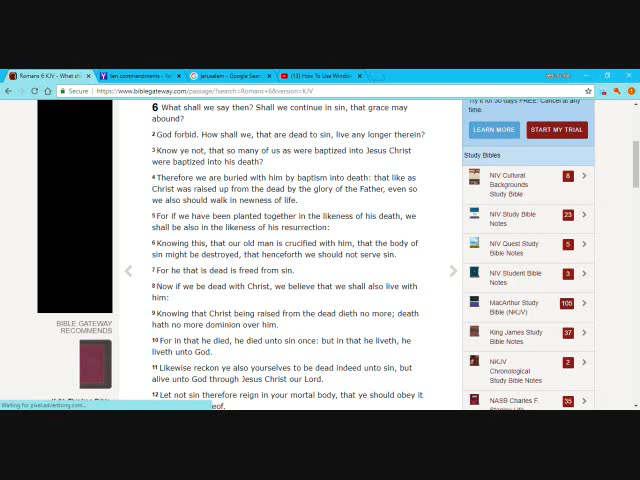 Romans 6 KJV - What sh
ten commandments - Ya
jerusalem - Google Sear
(13) How To Use Windo
Secure https://www.biblegateway.com/passage/?search=Romans+6&version=KJV
6 What shall we say then? Shall we continue in sin, that grace may
abound?
2 God forbid. How shall we, that are dead to sin, live any longer therein?
3 Know ye not, that so many of us as were baptized into Jesus Christ
were baptized into his death?
4 Therefore we are buried with him by baptism into death: that like as
Christ was raised up from the dead by the glory of the Father, even so
we also should walk in newness of life.
5 For if we have been planted together in the likeness of his death, we
shall be also in the likeness of his resurrection:
6 Knowing this, that our old man is crucified with him, that the body of
sin might be destroyed, that henceforth we should not serve sin.
7 For he that is dead is freed from sin.
8 Now if we be dead with Christ, we believe that we shall also live with
him:
9 Knowing that Christ being raised from the dead dieth no more; death
hath no more dominion over him.
10 For in that he died, he died unto sin once: but in that he liveth, he
liveth unto God.
11 Likewise reckon ye also yourselves to be dead indeed unto sin, but
alive unto God through Jesus Christ our Lord.
12 Let not sin therefore reign in your mortal body, that ye should obey it
BIBLE GATEWAY
RECOMMENDS
Waiting for pixel.advertising.com...
Try it for 30 days FREE. Cancel at any
time.
LEARN MORE
START MY TRIAL
Study Bibles
NIV Cultural 8
Backgrounds
Study Bible
NIV Study Bible 23
Notes
NIV Quest Study 5
Bible Notes
NIV Student Bible 3
Notes
MacArthur Study 105
Bible (NKJV)
King James Study 37
Bible Notes
NKJV 2
Chronological
Study Bible Notes
NASB Charles F. 35
Stanley Life